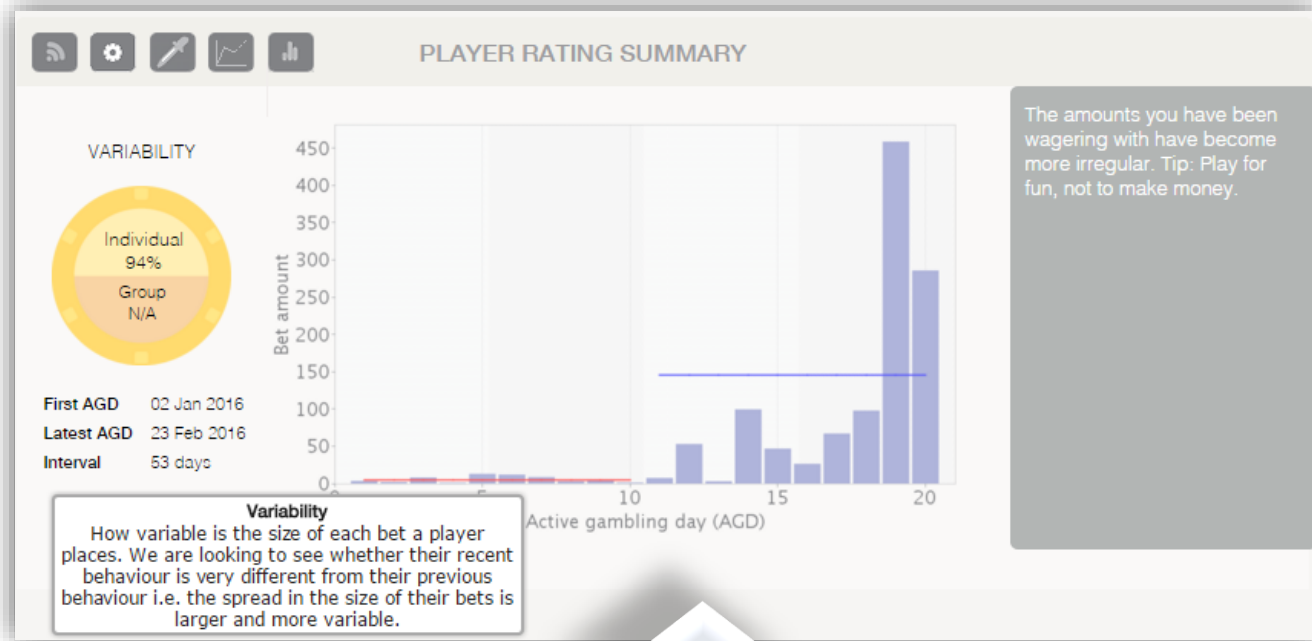 PLAYER RATING SUMMARY
VARIABILITY
Individual
94%
Group
N/A
First AGD 02 Jan 2016
Latest AGD 23 Feb 2016
Interval 53 days
Bet amount
450
400
350
300
250
200
150
100
50
0
10 15 20
Active gambling day (AGD)
Variability
How variable is the size of each bet a player
places. We are looking to see whether their recent
behaviour is very different from their previous
behaviour i.e. the spread in the size of their bets is
larger and more variable.
The amounts you have been
wagering with have become
more irregular. Tip: Play for
fun, not to make money.